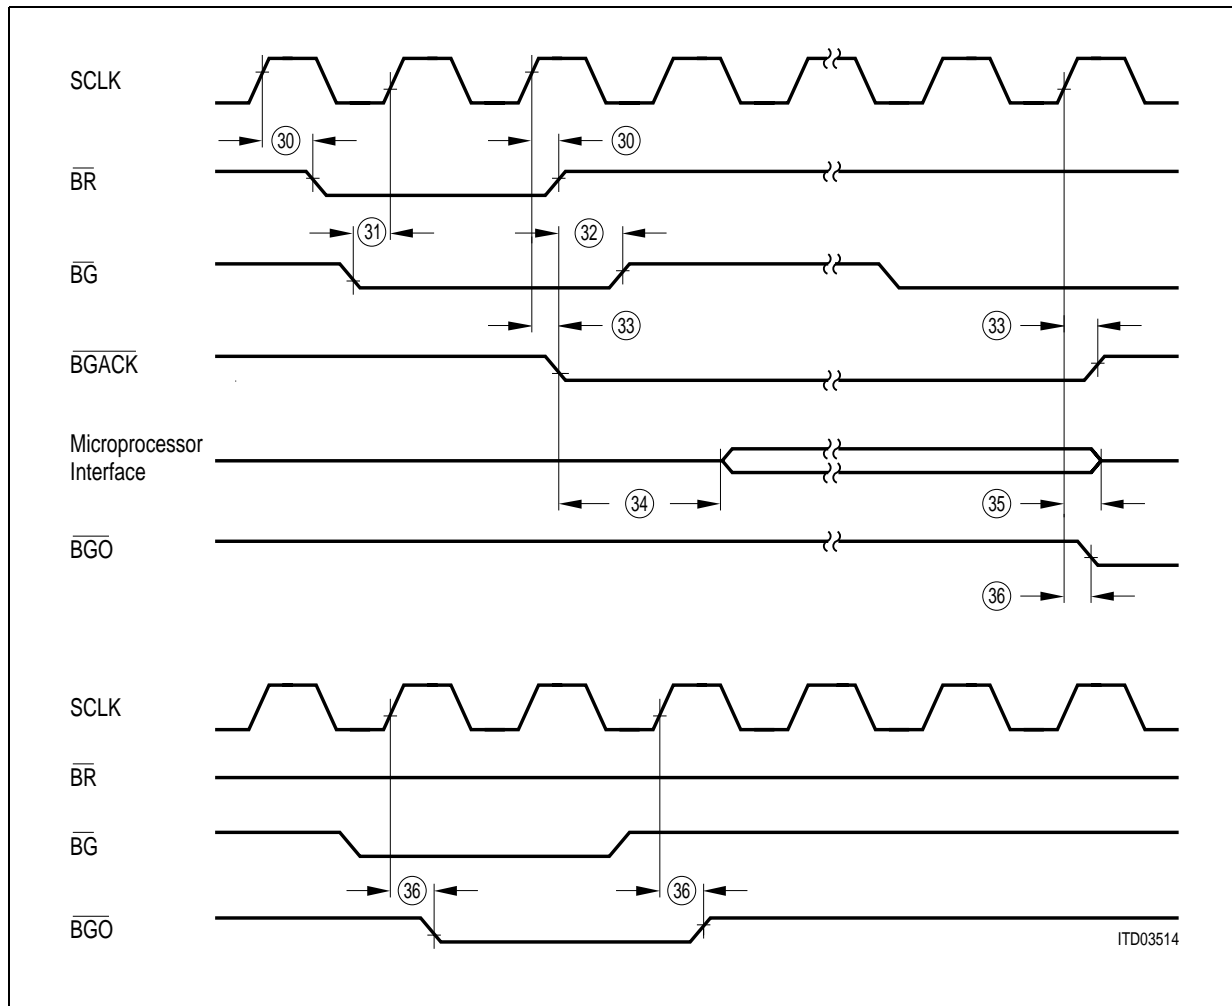 SCLK
30 30
BR
31 32
BG
33 33
BGACK
Microprocessor
Interface
34 35
BGO
36
SCLK
BR
BG
36 36
BGO
ITD03514